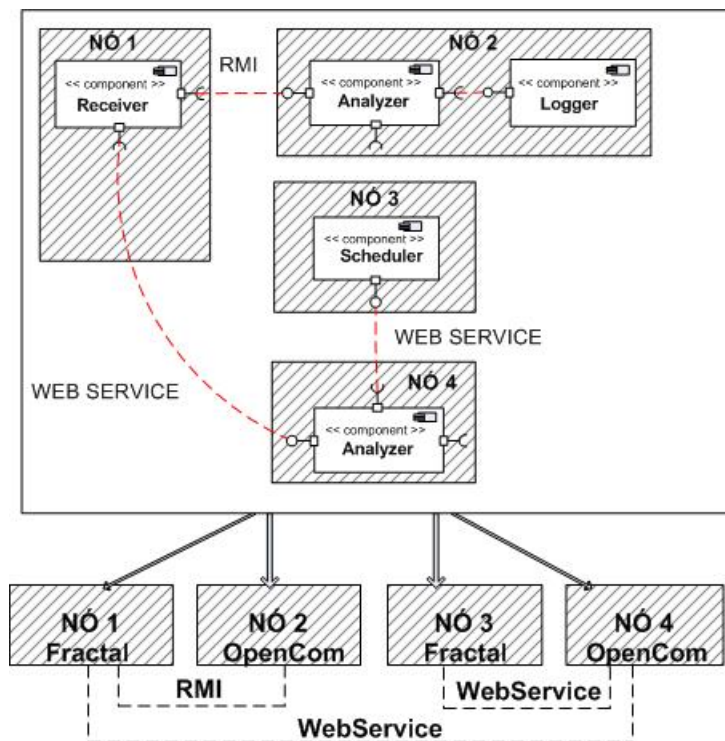 NÓ 1
<< component >>
Receiver
RMI
NÓ 2
<< component >>
Analyzer
<< component >>
Logger
NÓ 3
<< component >>
Scheduler
WEB SERVICE
WEB SERVICE
NÓ 4
<< component >>
Analyzer
NÓ 1
Fractal
NÓ 2
OpenCom
NÓ 3
Fractal
NÓ 4
OpenCom
RMI
WebService
WebService